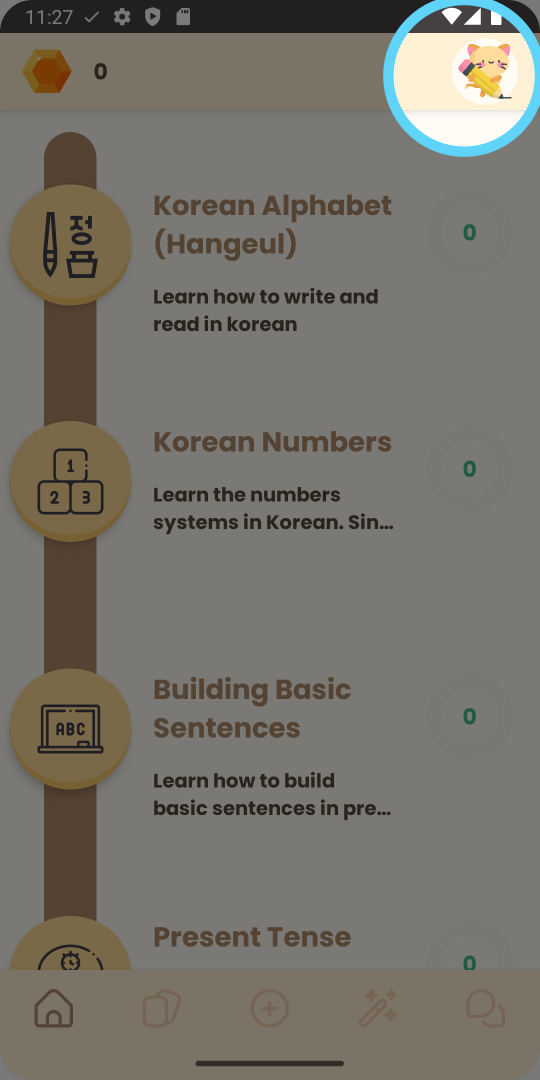 11:27
0
Korean Alphabet
(Hangeul)
0
Learn how to write and
read in korean
정
Korean Numbers
0
Learn the numbers
systems in Korean. Sin...
1
2 3
Building Basic
Sentences
0
Learn how to build
basic sentences in pre...
ABC
Present Tense
0